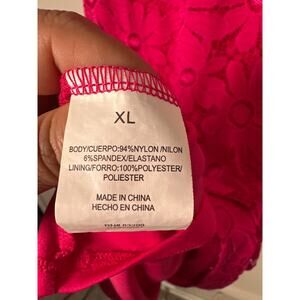 XL
BODY/CUERPO:94%NYLON /NILON
6%SPANDEX/ELASTANO
LINING/FORRO:100%POLYESTER/
POLIESTER
MADE IN CHINA
HECHO EN CHINA